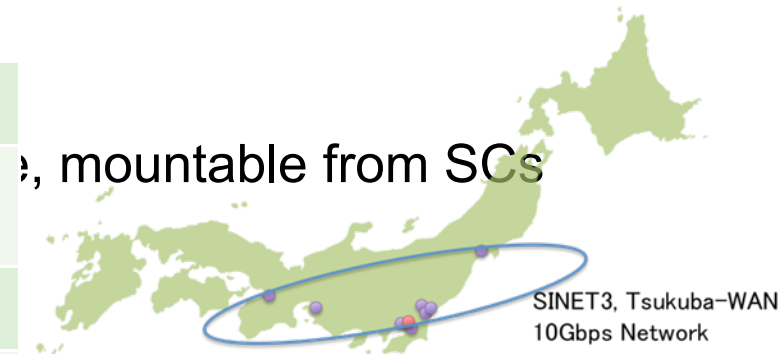 , mountable from SCs
SINET3, Tsukuba-WAN
10Gbps Network